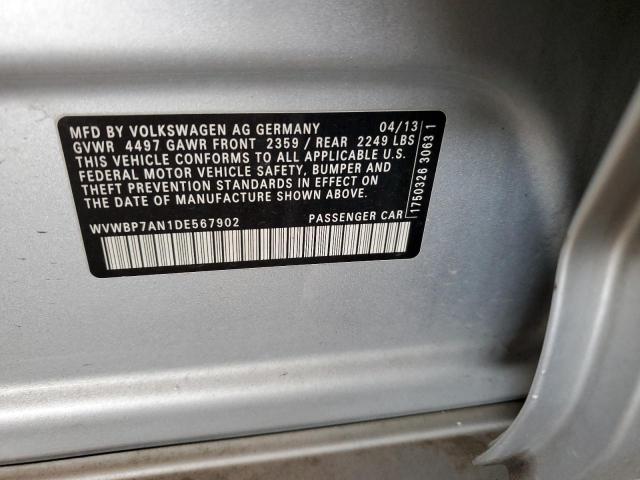 MFD BY VOLKSWAGEN AG GERMANY 04/13
GVWR 4497 GAWR FRONT 2359 / REAR 2249 LBS
THIS VEHICLE CONFORMS TO ALL APPLICABLE U.S.
FEDERAL MOTOR VEHICLE SAFETY, BUMPER AND
THEFT PREVENTION STANDARDS IN EFFECT ON
THE DATE OF MANUFACTURE SHOWN ABOVE.
WVWBP7AN1DE567902 PASSENGER CAR
1750326 30631